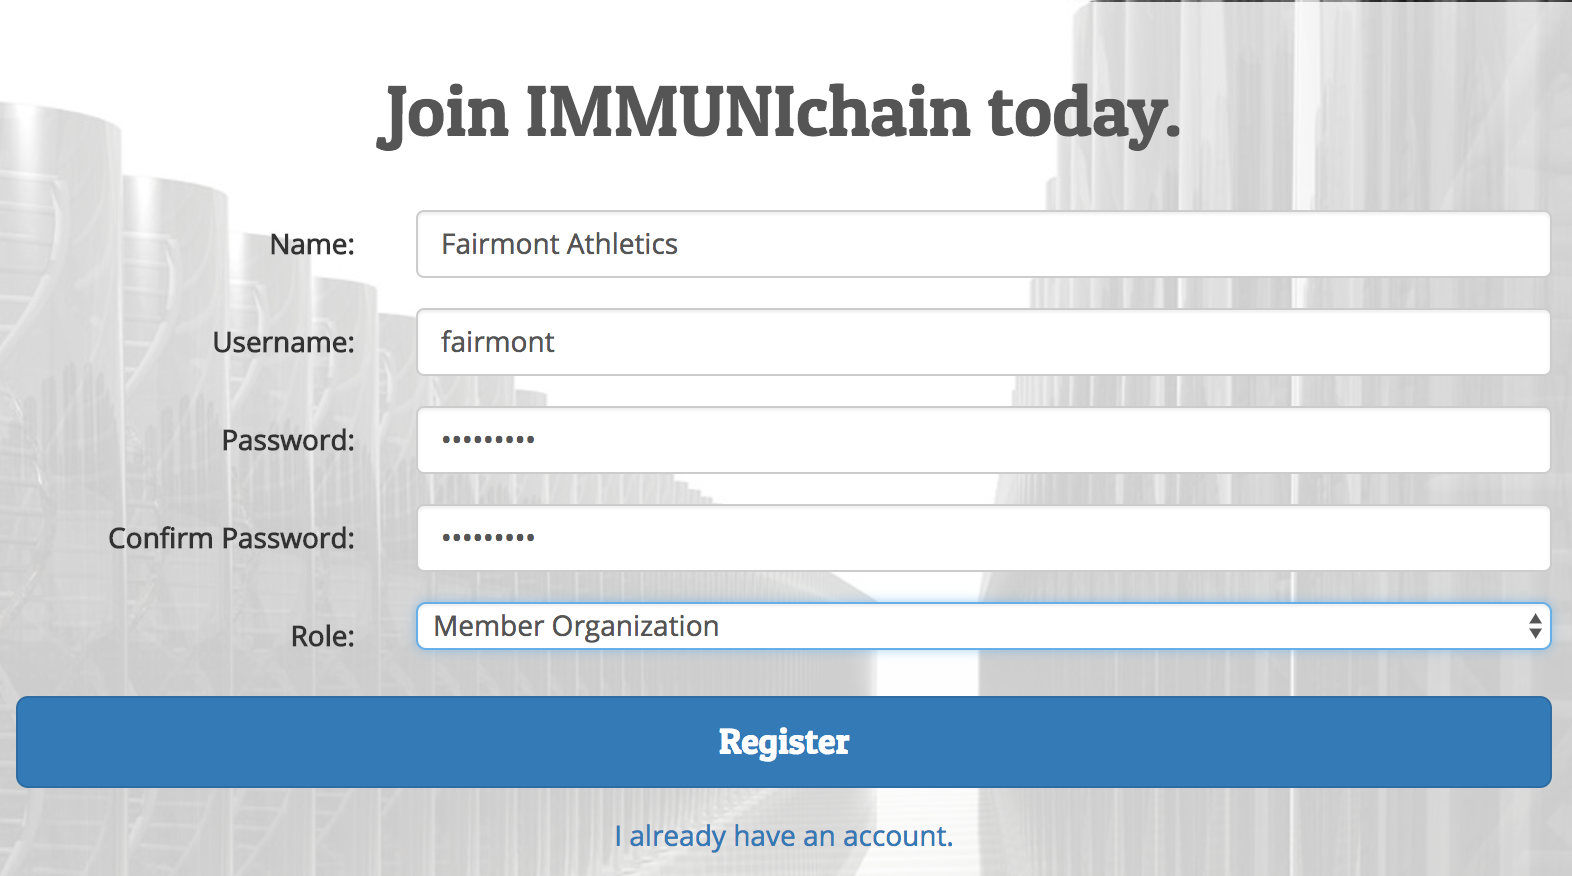 Join IMMUNIchain today.
Name: Fairmont Athletics
Username: fairmont
Password: •••••••••
Confirm Password: •••••••••
Role: Member Organization
Register
I already have an account.